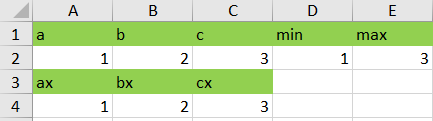 A B C D E
1 a b c min max
2 1 2 3 1 3
3 ax bx cx
4 1 2 3